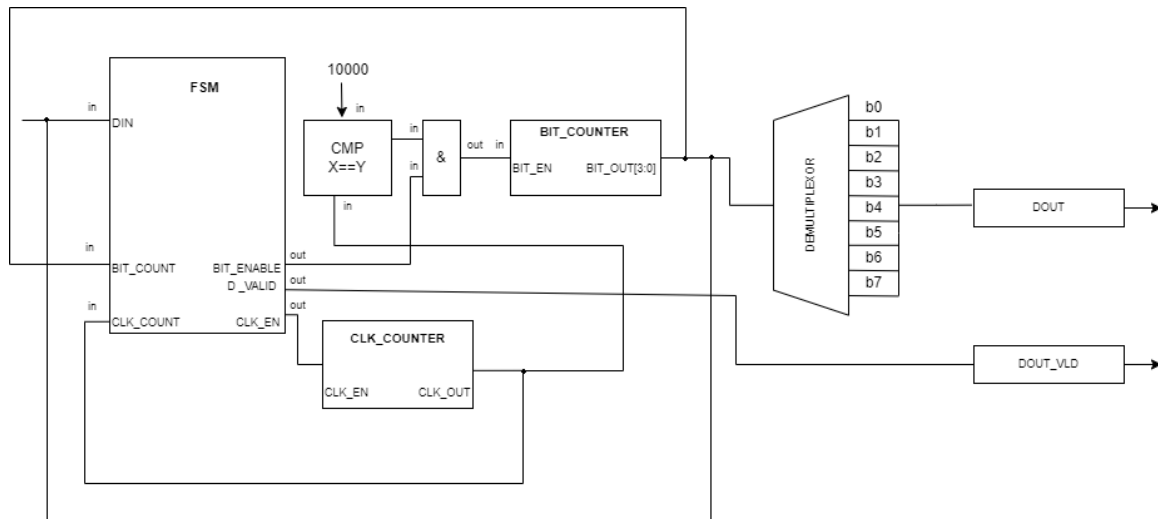 FSM
in
DIN
in
BIT_COUNT
in
CLK_COUNT
BIT_ENABLE
out
D_VALID
out
CLK_EN
out
10000
in
CMP
X==Y
in
in
in
&
out
in
BIT_COUNTER
BIT_EN
BIT_OUT[3:0]
CLK_COUNTER
CLK_EN
CLK_OUT
DEMULTIPLEXOR
b0
b1
b2
b3
b4
b5
b6
b7
DOUT
DOUT_VLD